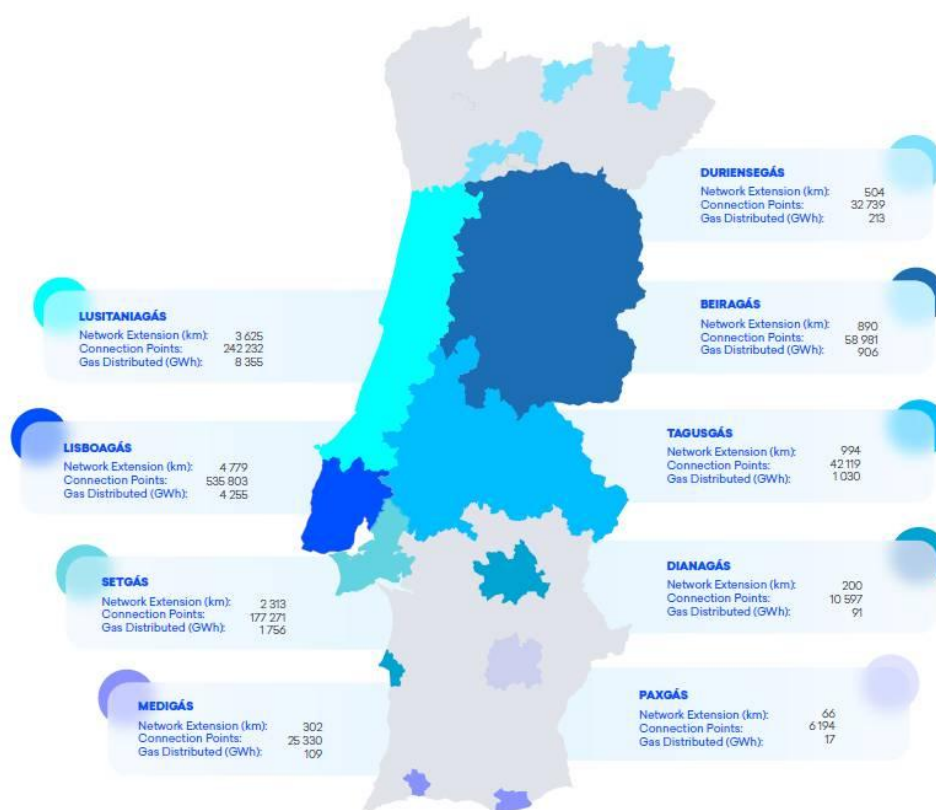 DURIENSEGÁS
Network Extension (km): 504
Connection Points: 32 739
Gas Distributed (GWh): 213
LUSITANIAGÁS
Network Extension (km): 3 625
Connection Points: 242 232
Gas Distributed (GWh): 8 355
BEIRAGÁS
Network Extension (km): 890
Connection Points: 58 981
Gas Distributed (GWh): 906
LISBOAGÁS
Network Extension (km): 4 779
Connection Points: 535 803
Gas Distributed (GWh): 4 255
TAGUSGÁS
Network Extension (km): 994
Connection Points: 42 119
Gas Distributed (GWh): 1 030
SETGÁS
Network Extension (km): 2 313
Connection Points: 177 271
Gas Distributed (GWh): 1 756
DIANAGÁS
Network Extension (km): 200
Connection Points: 10 597
Gas Distributed (GWh): 91
MEDIGÁS
Network Extension (km): 302
Connection Points: 25 330
Gas Distributed (GWh): 109
PAXGÁS
Network Extension (km): 66
Connection Points: 6 194
Gas Distributed (GWh): 17